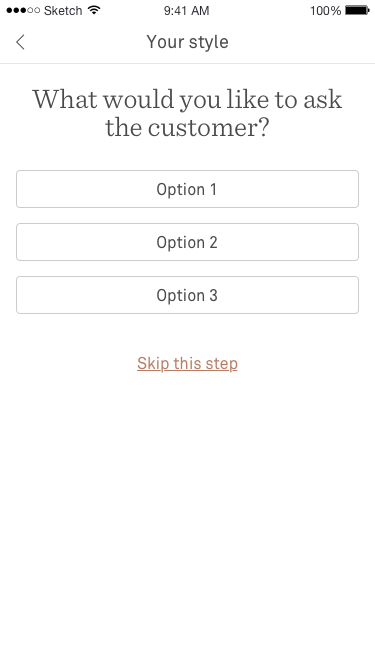 Sketch 9:41 AM 100%
Your style
What would you like to ask
the customer?
Option 1
Option 2
Option 3
Skip this step